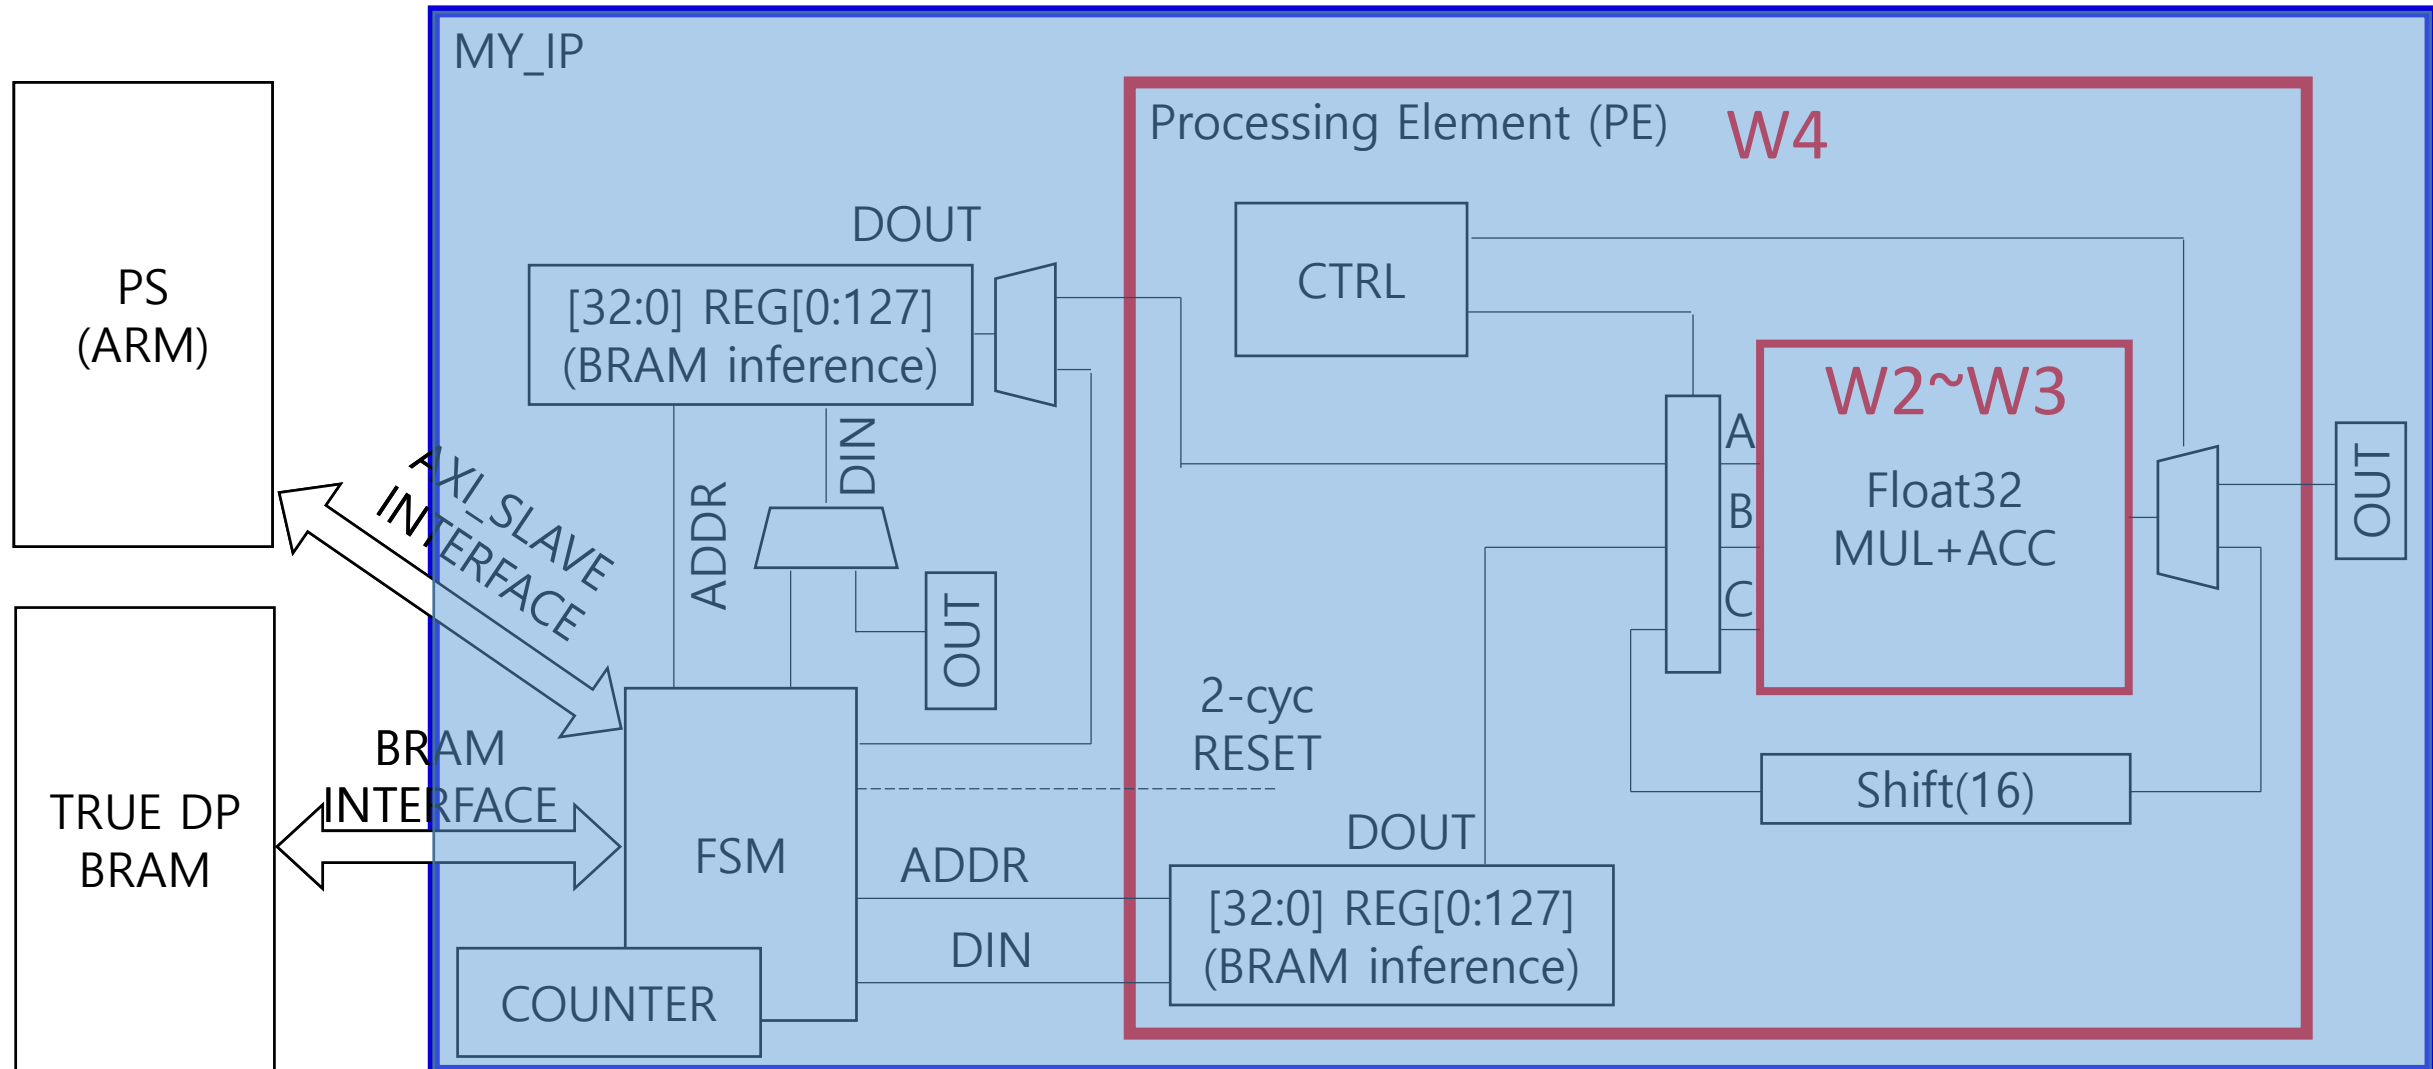 MY_IP
Processing Element (PE)
W4
PS
(ARM)
DOUT
[32:0] REG[0:127]
(BRAM inference)
CTRL
W2~W3
A
B
C
Float32
MUL+ACC
OUT
DIN
ADDR
AXI_SLAVE
INTERFACE
OUT
2-cyc
RESET
BRAM
INTERFACE
TRUE DP
BRAM
FSM
Shift(16)
DOUT
ADDR
[32:0] REG[0:127]
(BRAM inference)
DIN
COUNTER